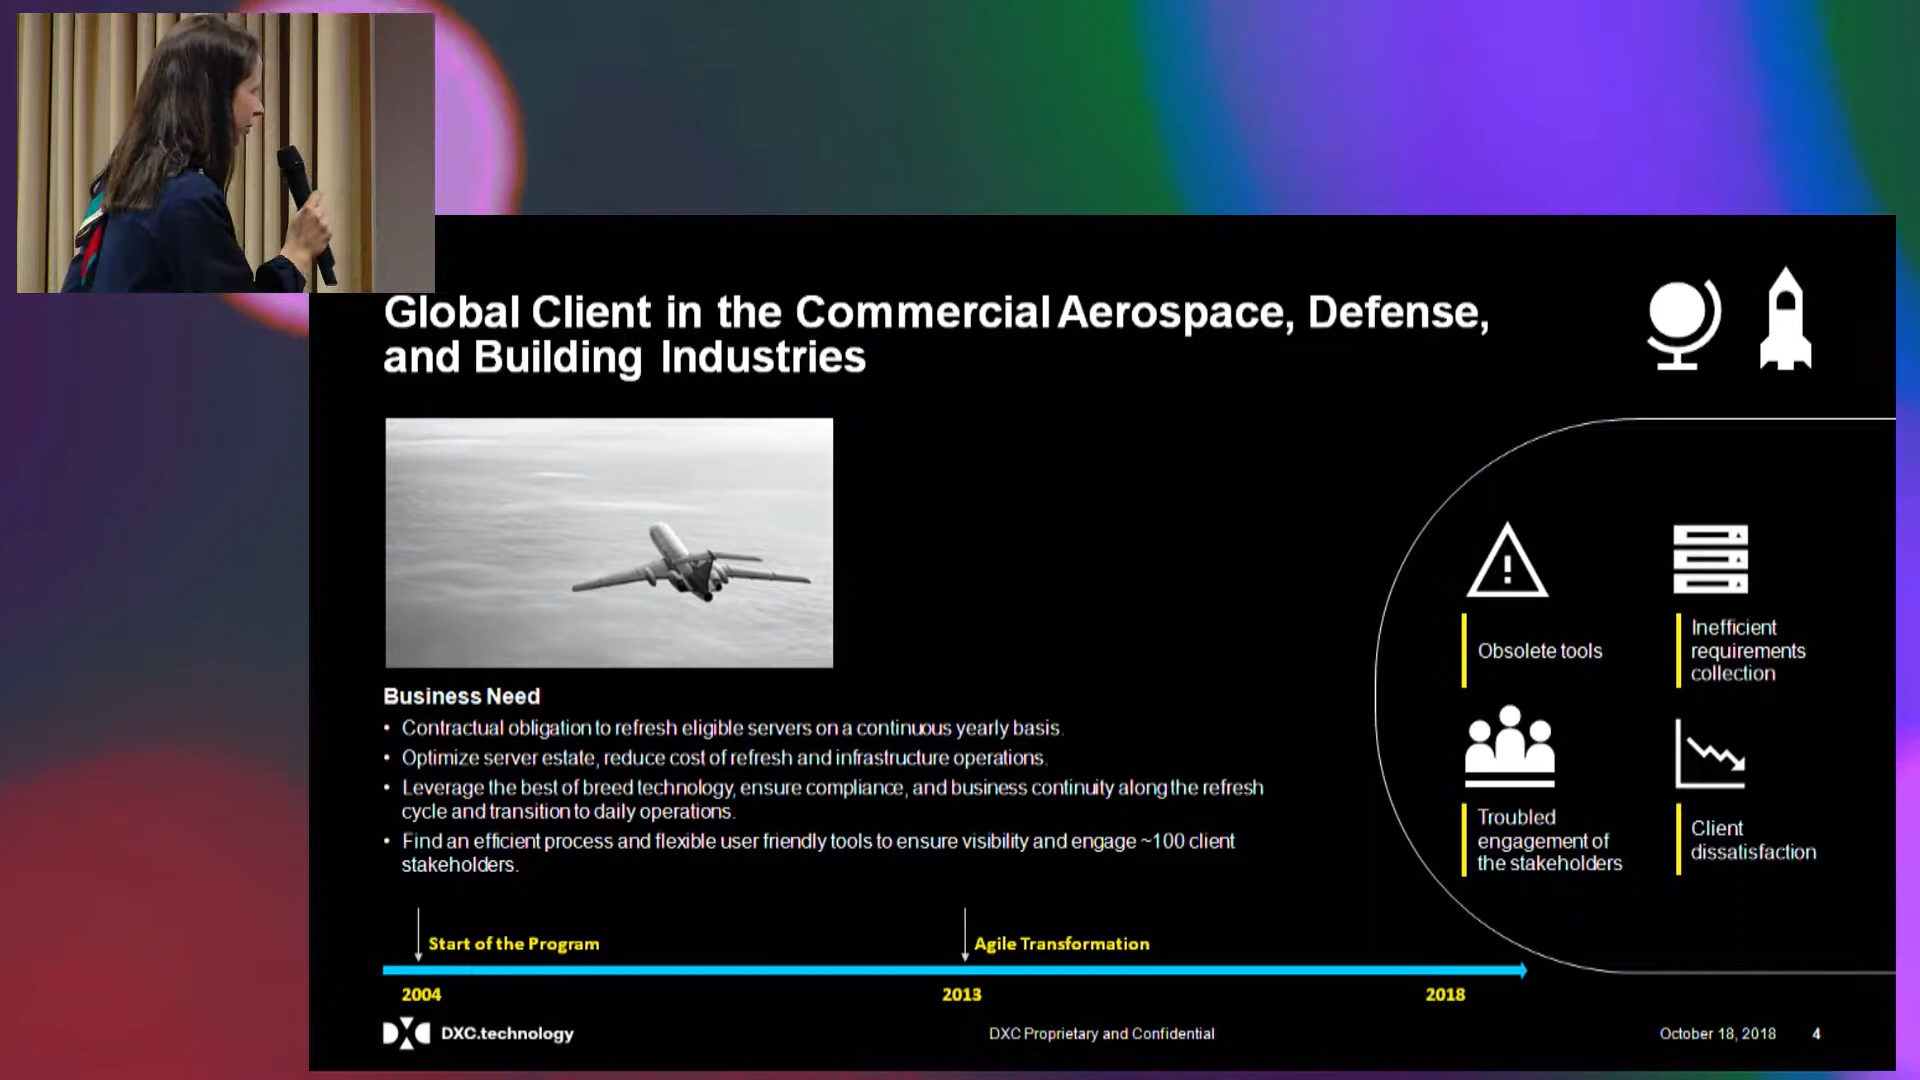 Global Client in the Commercial Aerospace, Defense,
and Building Industries
Business Need
• Contractual obligation to refresh eligible servers on a continuous yearly basis.
• Optimize server estate, reduce cost of refresh and infrastructure operations.
• Leverage the best of breed technology, ensure compliance, and business continuity along the refresh
cycle and transition to daily operations.
• Find an efficient process and flexible user friendly tools to ensure visibility and engage ~100 client
stakeholders.
Obsolete tools
Inefficient
requirements
collection
Troubled
engagement of
the stakeholders
Client
dissatisfaction
Start of the Program
Agile Transformation
2004
2013
2018
DXC.technology
DXC Proprietary and Confidential
October 18, 2018
4